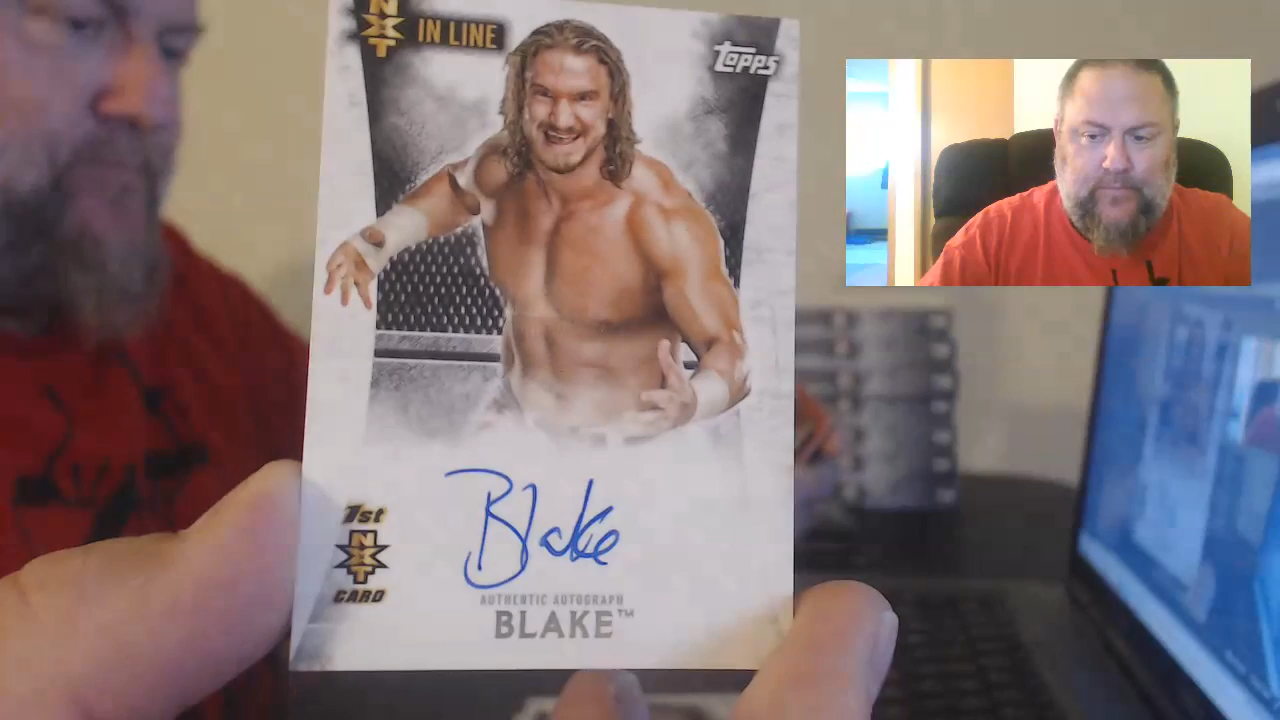 NXT IN LINE
Topps
Blake
1st
NXT
CARD
AUTHENTIC AUTOGRAPH
BLAKE™